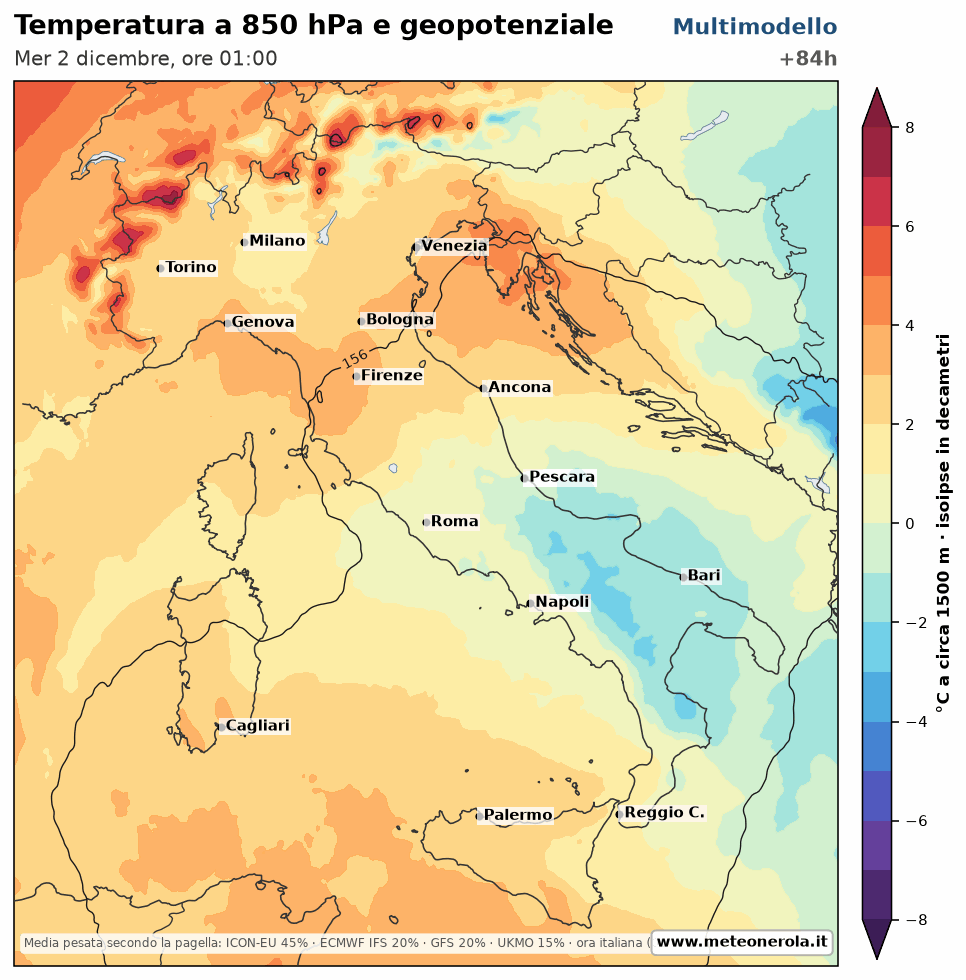 Temperatura a 850 hPa e geopotenziale
Multimodello
Mer 2 dicembre, ore 01:00
+84h
8
6
4
2
0
−2
−4
−6
−8
°C a circa 1500 m · isoipse in decametri
Milano
Venezia
Torino
Genova
Bologna
156
Firenze
Ancona
Pescara
Roma
Bari
Napoli
Cagliari
Palermo
Reggio C.
Media pesata secondo la pagella: ICON-EU 45% · ECMWF IFS 20% · GFS 20% · UKMO 15% · ora italiana (
www.meteonerola.it